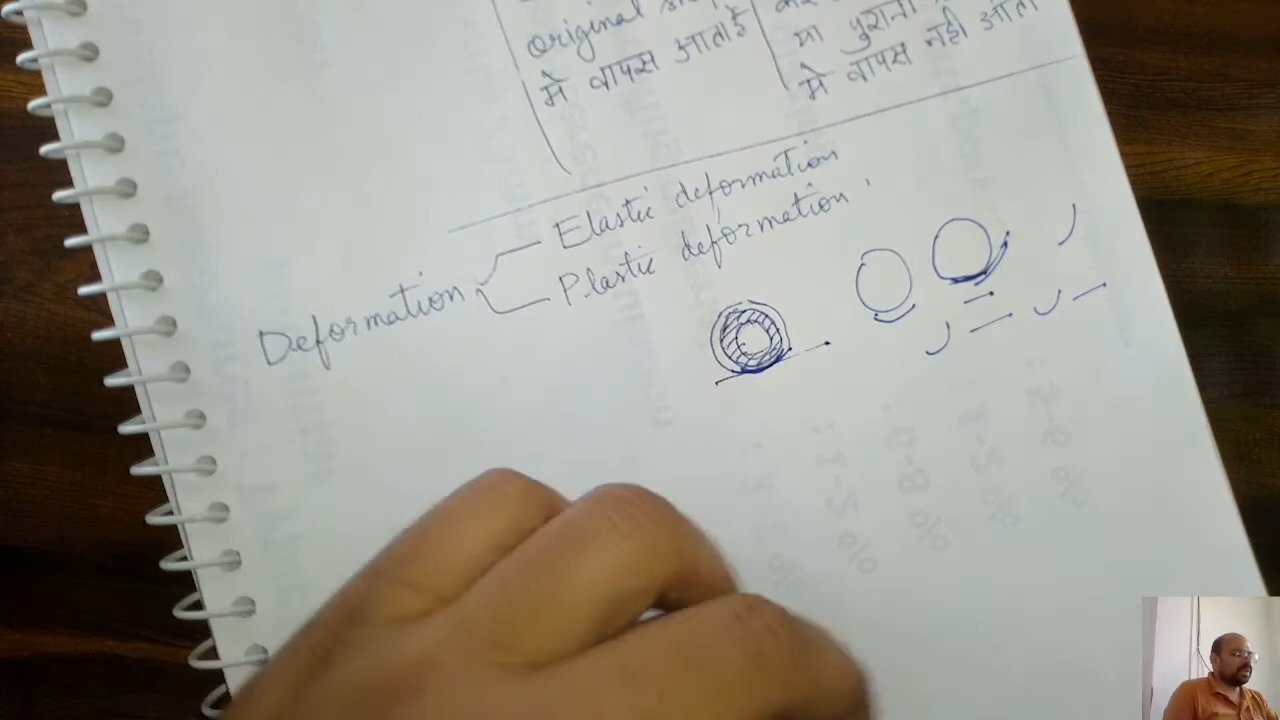 original
मे वापस आता है
या पुरानी
मे वापस नही आता
Elastic deformation
Deformation
Plastic deformation